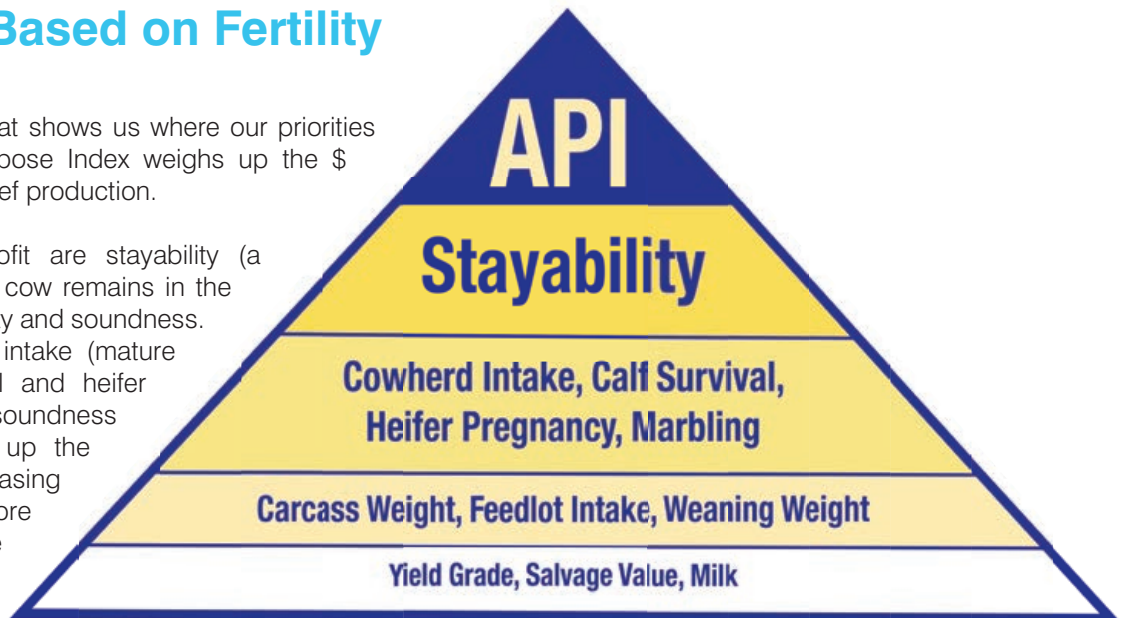 Based on Fertility
at shows us where our priorities
pose Index weighs up the $
ef production.
ofit are stayability (a
cow remains in the
y and soundness.
intake (mature
l and heifer
soundness
up the
asing
ore
e
API
Stayability
Cowherd Intake, Calf Survival,
Heifer Pregnancy, Marbling
Carcass Weight, Feedlot Intake, Weaning Weight
Yield Grade, Salvage Value, Milk